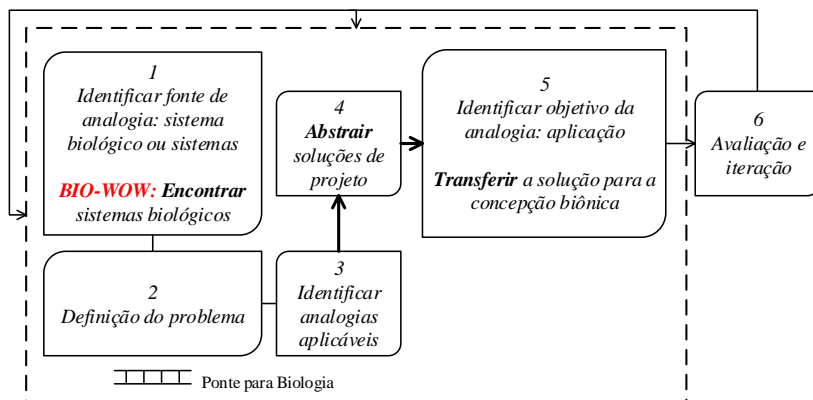 1
Identificar fonte de
analogia: sistema
biológico ou sistemas
BIO-WOW: Encontrar
sistemas biológicos
2
Definição do problema
3
Identificar
analogias
aplicáveis
4
Abstrair
soluções de
projeto
5
Identificar objetivo da
analogia: aplicação
Transferir a solução para a
concepção biônica
6
Avaliação e
iteração
Ponte para Biologia